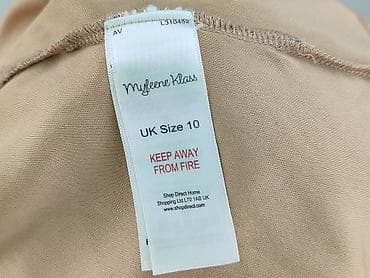 AV L310452
Myleene Klass
UK Size 10
KEEP AWAY
FROM FIRE
Shop Direct Home
Shopping Ltd L70 1AB UK
www.shopdirect.com